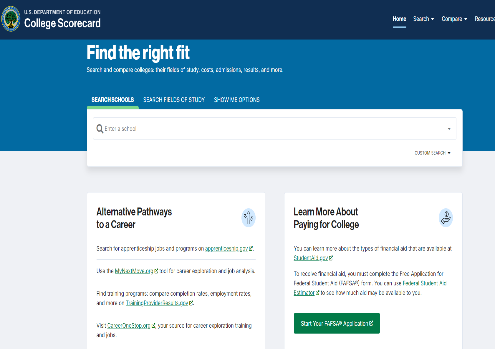 U.S. DEPARTMENT OF EDUCATION
College Scorecard
Home Search Compare Resource
Find the right fit
Search and compare colleges: their fields of study, costs, admissions, results, and more.
SEARCH SCHOOLS SEARCH FIELDS OF STUDY SHOW ME OPTIONS
Enter a school
CUSTOM SEARCH
Alternative Pathways
to a Career
Search for apprenticeship jobs and programs on apprenticeship.gov.
Use the MyNextMove.org tool for career exploration and job analysis.
Find training programs: compare completion rates, employment rates,
and more on TrainingProviderResults.gov.
Visit CareerOneStop.org, your source for career exploration training
and jobs.
Learn More About
Paying for College
You can learn more about the types of financial aid that are available at
StudentAid.gov
To receive financial aid, you must complete the Free Application for
Federal Student Aid (FAFSA®) form. You can use Federal Student Aid
Estimator to see how much aid may be available to you.
Start Your FAFSA® Application